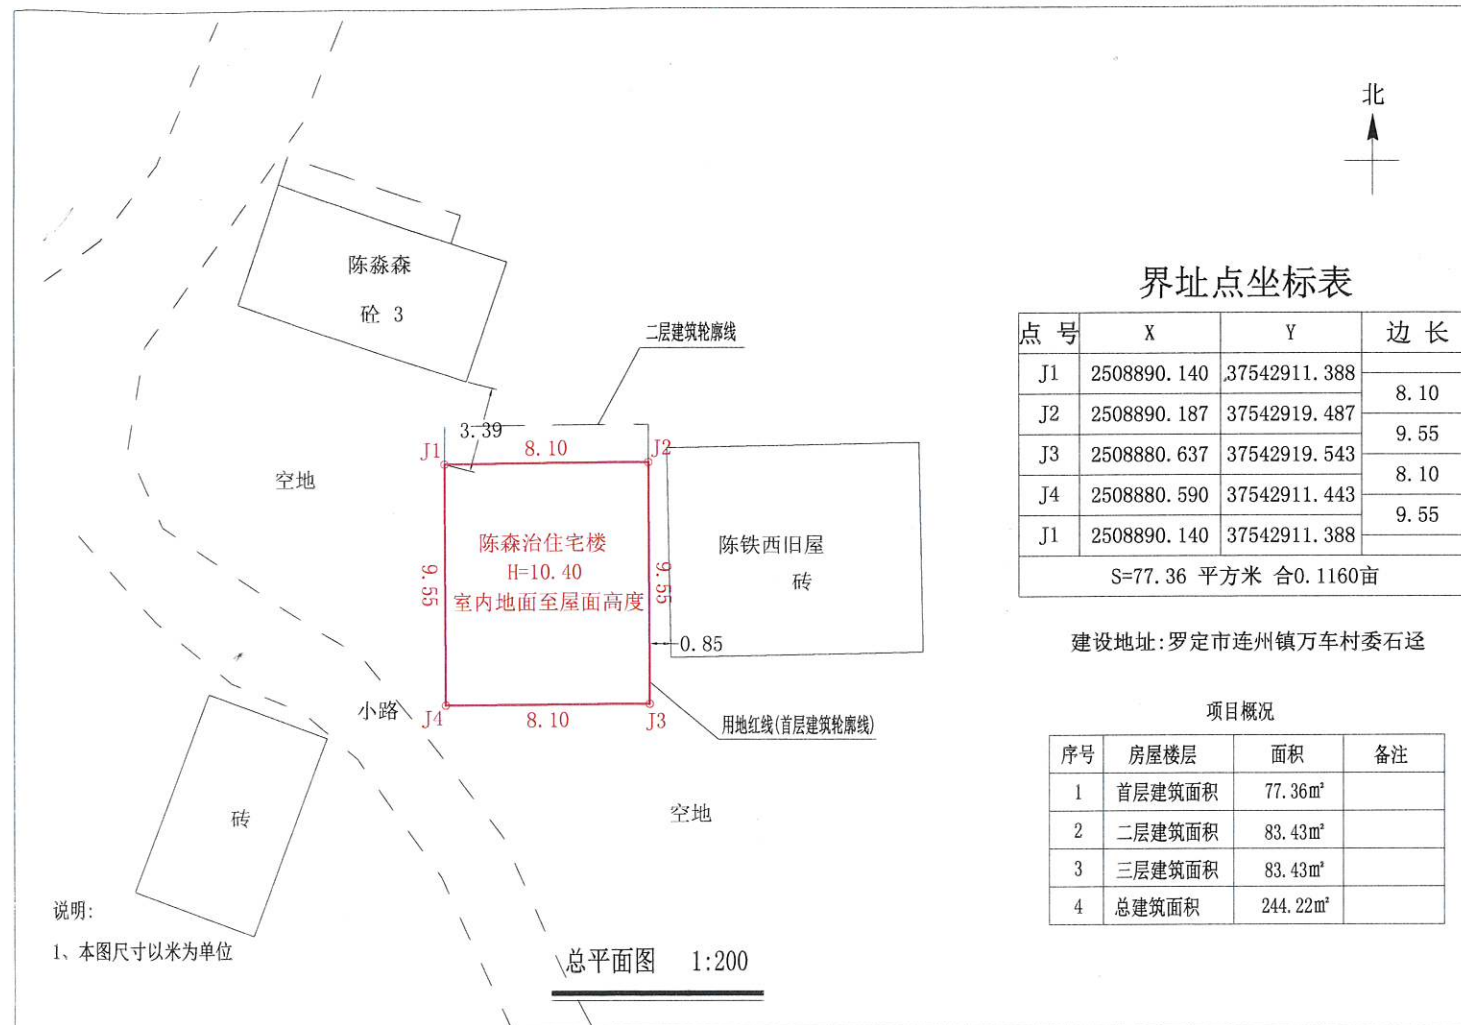 北
陈淼森
砼 3
二层建筑轮廓线
3.39
J1
8.10
J2
空地
陈森治住宅楼
H=10.40
室内地面至屋面高度
9.55
9.55
陈铁西旧屋
砖
0.85
小路
J4
8.10
J3
用地红线(首层建筑轮廓线)
砖
空地
说明:
1、本图尺寸以米为单位
总平面图 1:200
界址点坐标表
点 号 X Y 边 长
J1 2508890.140 37542911.388
8.10
J2 2508890.187 37542919.487
9.55
J3 2508880.637 37542919.543
8.10
J4 2508880.590 37542911.443
9.55
J1 2508890.140 37542911.388
S=77.36 平方米 合0.1160亩
建设地址:罗定市连州镇万车村委石迳
项目概况
序号 房屋楼层 面积 备注
1 首层建筑面积 77.36㎡
2 二层建筑面积 83.43㎡
3 三层建筑面积 83.43㎡
4 总建筑面积 244.22㎡